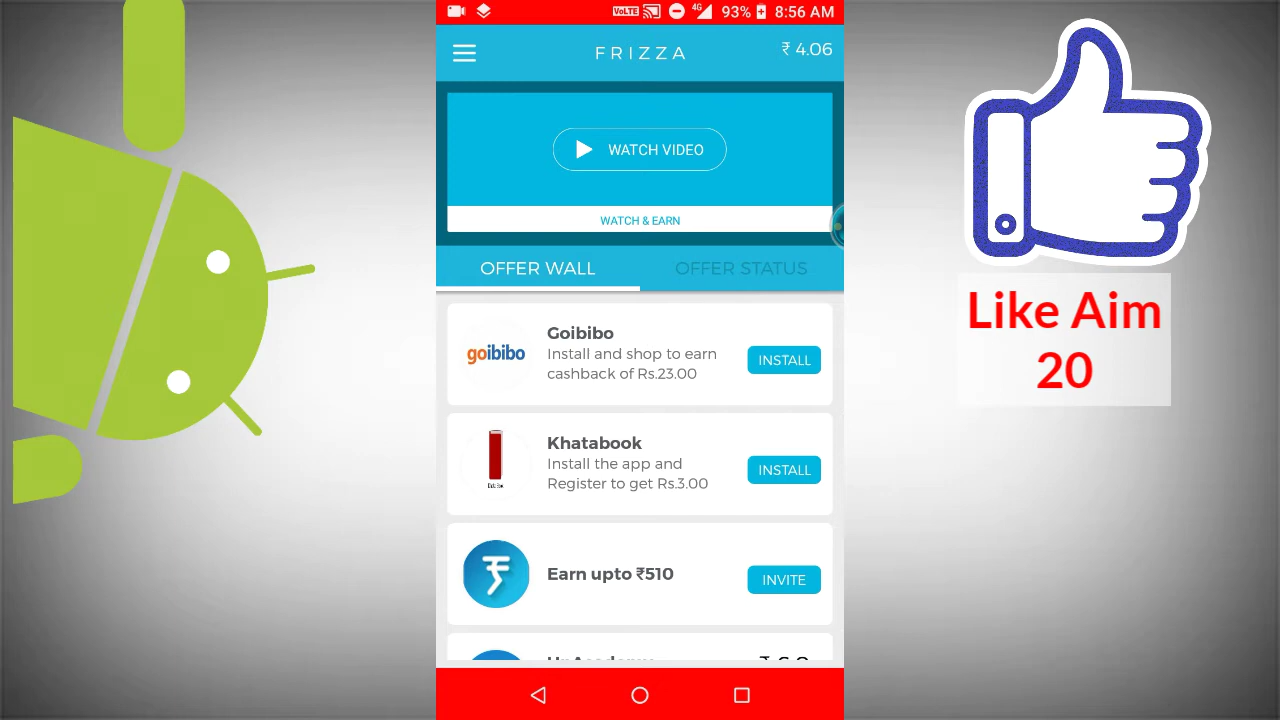 VoLTE 4G 93% 8:56 AM
FRIZZA
₹ 4.06
WATCH VIDEO
WATCH & EARN
OFFER WALL
OFFER STATUS
goibibo
Goibibo
Install and shop to earn
cashback of Rs.23.00
INSTALL
Khatabook
Install the app and
Register to get Rs.3.00
INSTALL
Earn upto ₹510
INVITE
Like Aim
20